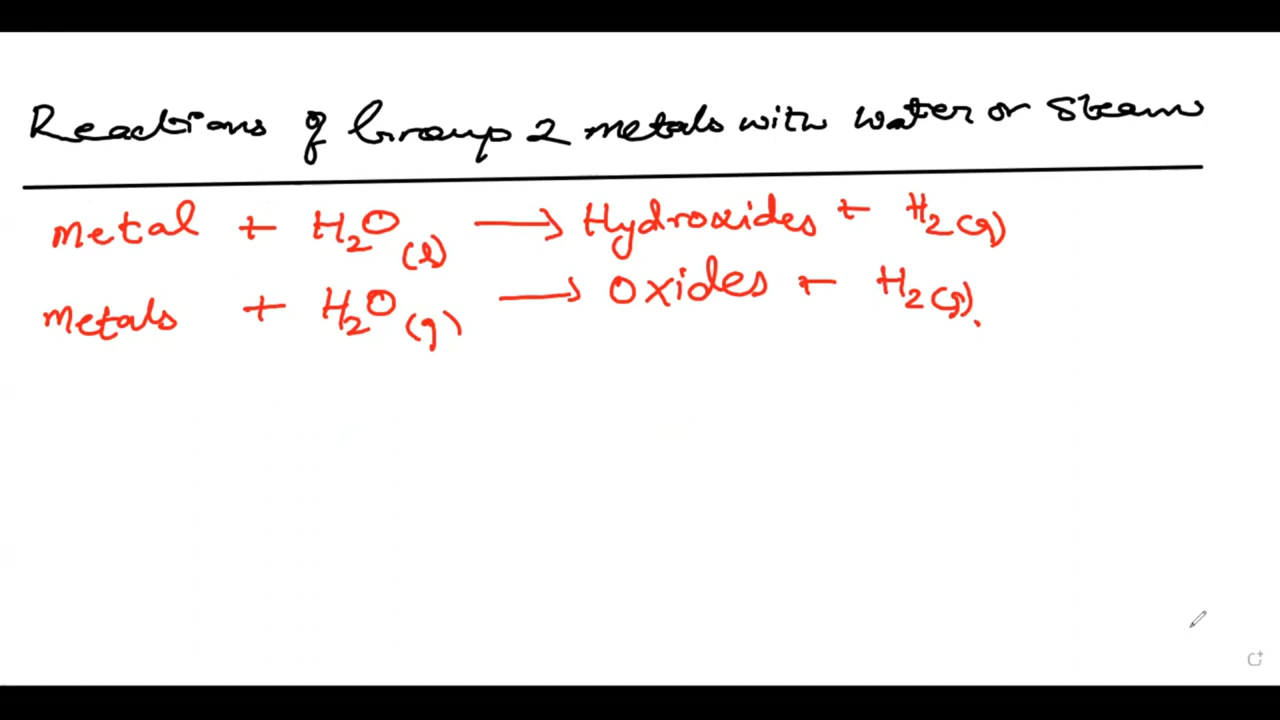 Reactions of Group 2 metals with water or steam
metal + H₂O(l) → Hydroxides + H₂(g)
metals + H₂O(g) → Oxides + H₂(g).